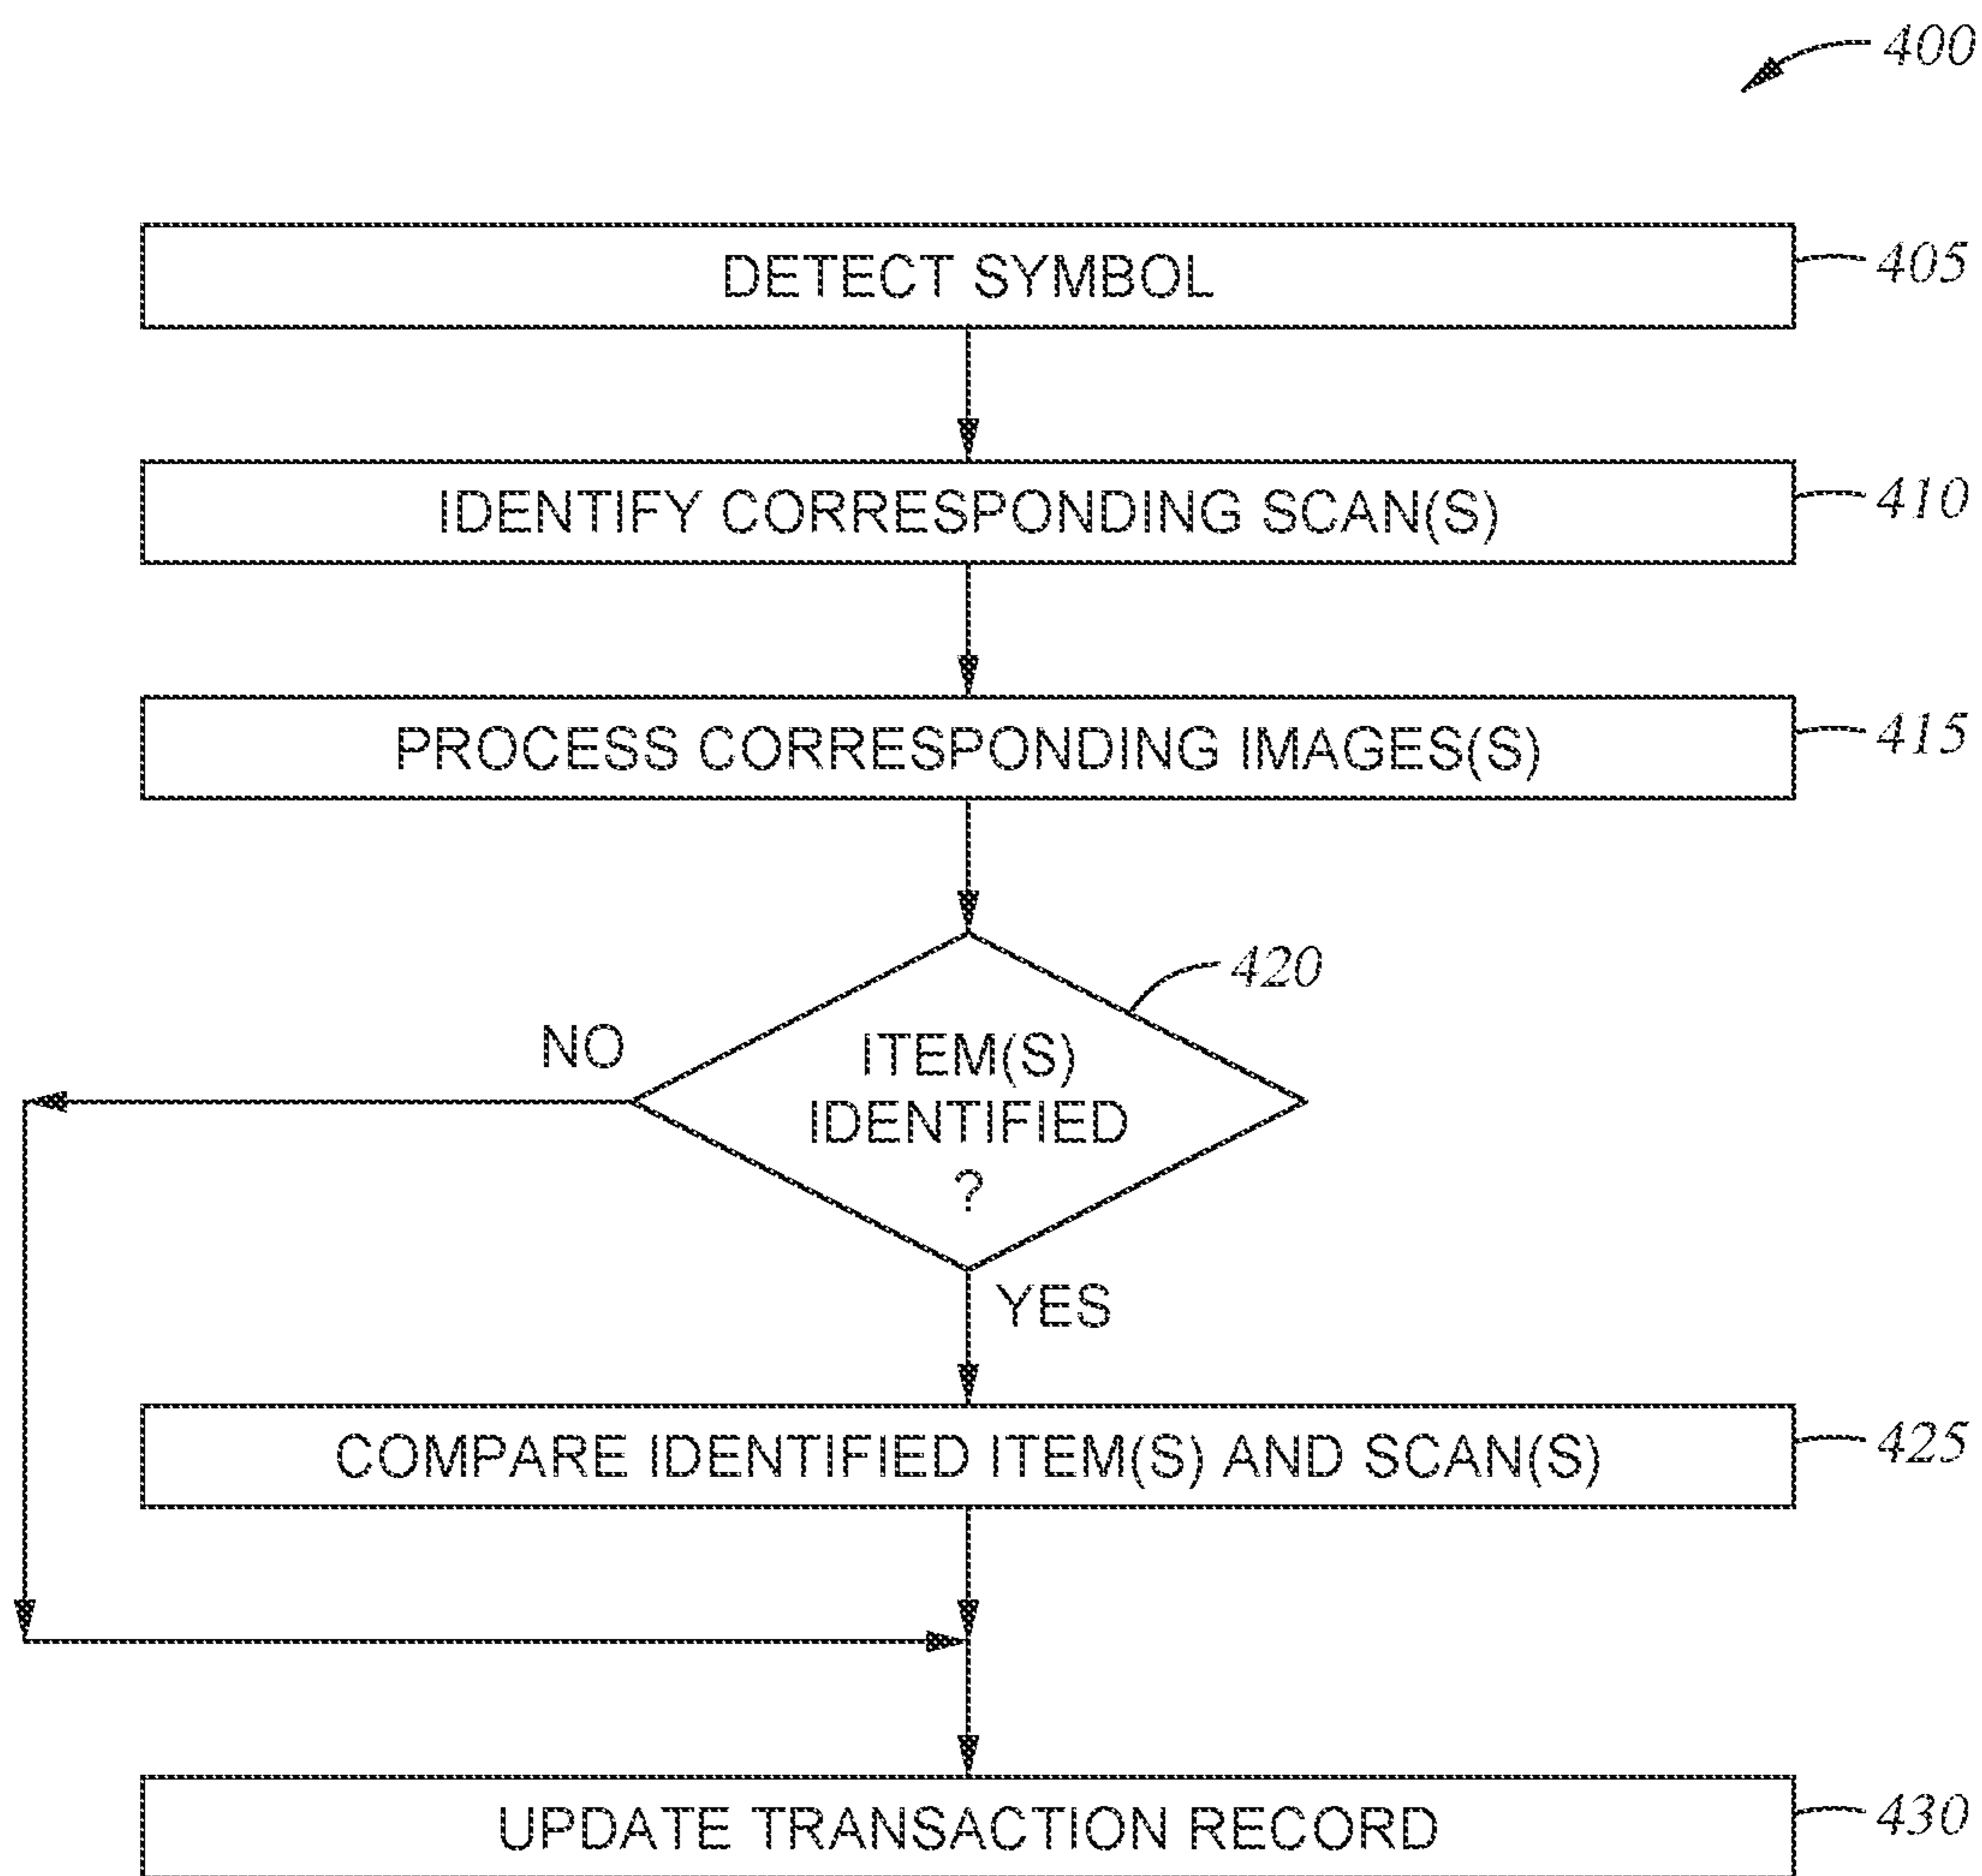 400
DETECT SYMBOL
405
IDENTIFY CORRESPONDING SCAN(S)
410
PROCESS CORRESPONDING IMAGES(S)
415
420
NO
ITEM(S)
IDENTIFIED
?
YES
COMPARE IDENTIFIED ITEM(S) AND SCAN(S)
425
UPDATE TRANSACTION RECORD
430